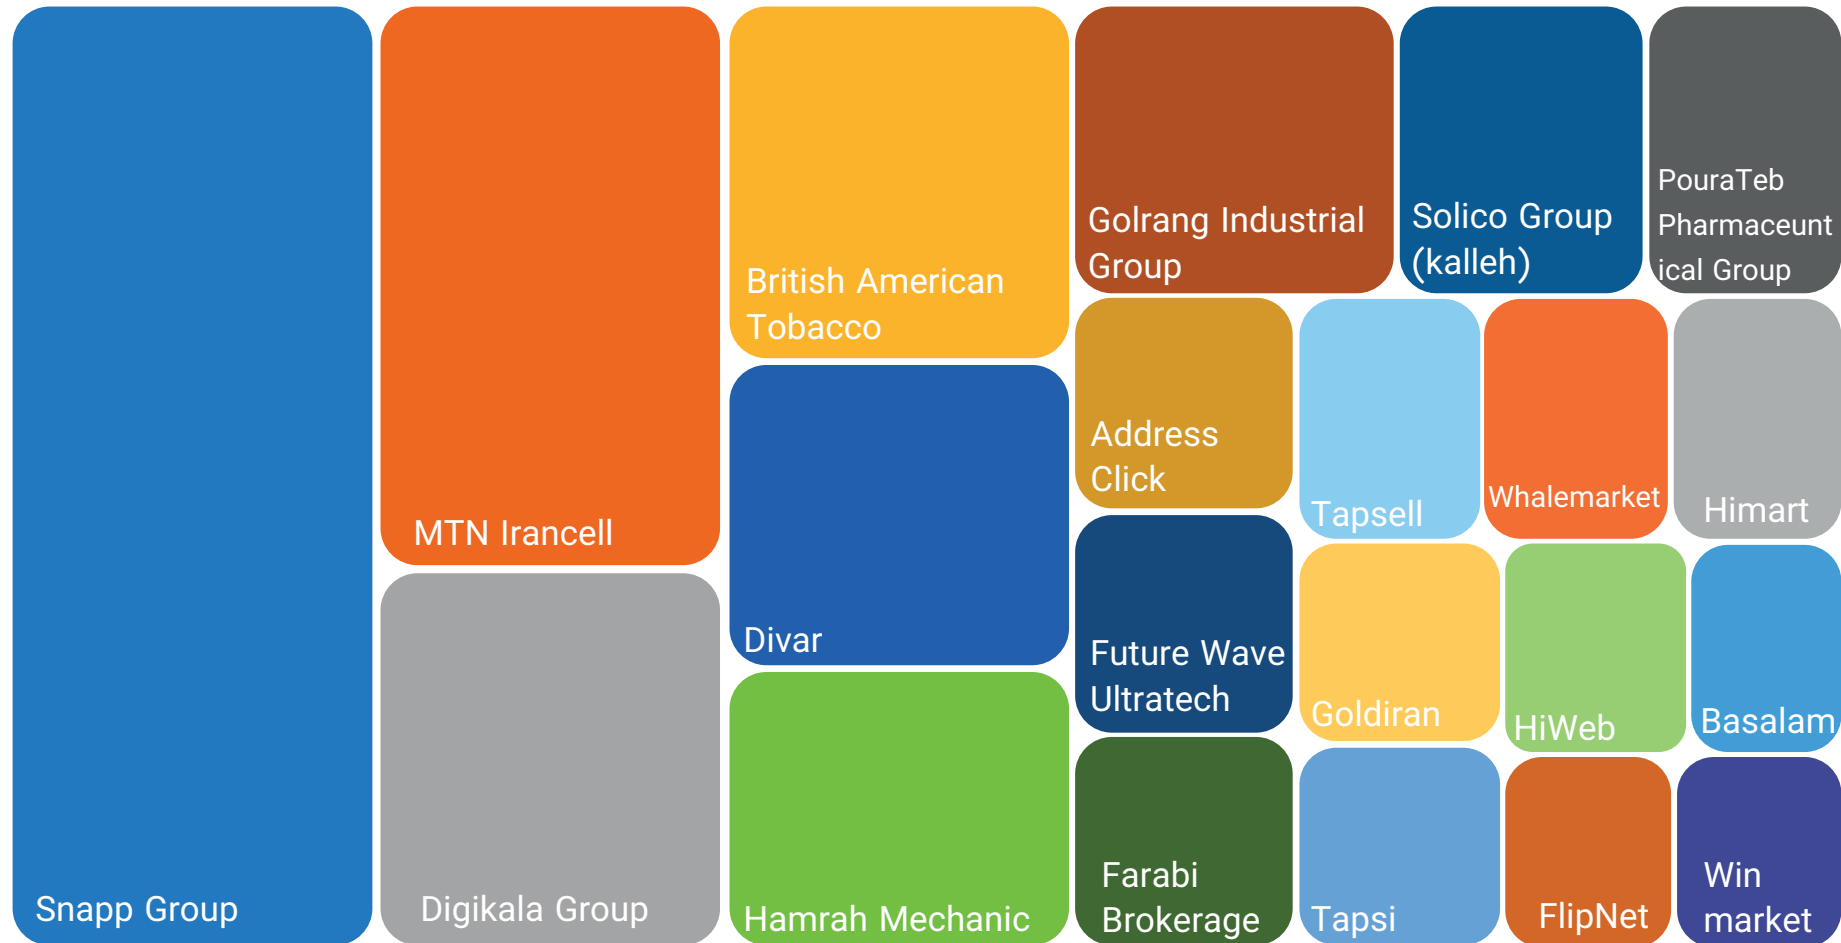 Snapp Group
MTN Irancell
Digikala Group
British American
Tobacco
Divar
Hamrah Mechanic
Golrang Industrial
Group
Solico Group
(kalleh)
PouraTeb
Pharmaceunt
ical Group
Address
Click
Tapsell
Whalemarket
Himart
Future Wave
Ultratech
Goldiran
HiWeb
Basalam
Farabi
Brokerage
Tapsi
FlipNet
Win
market